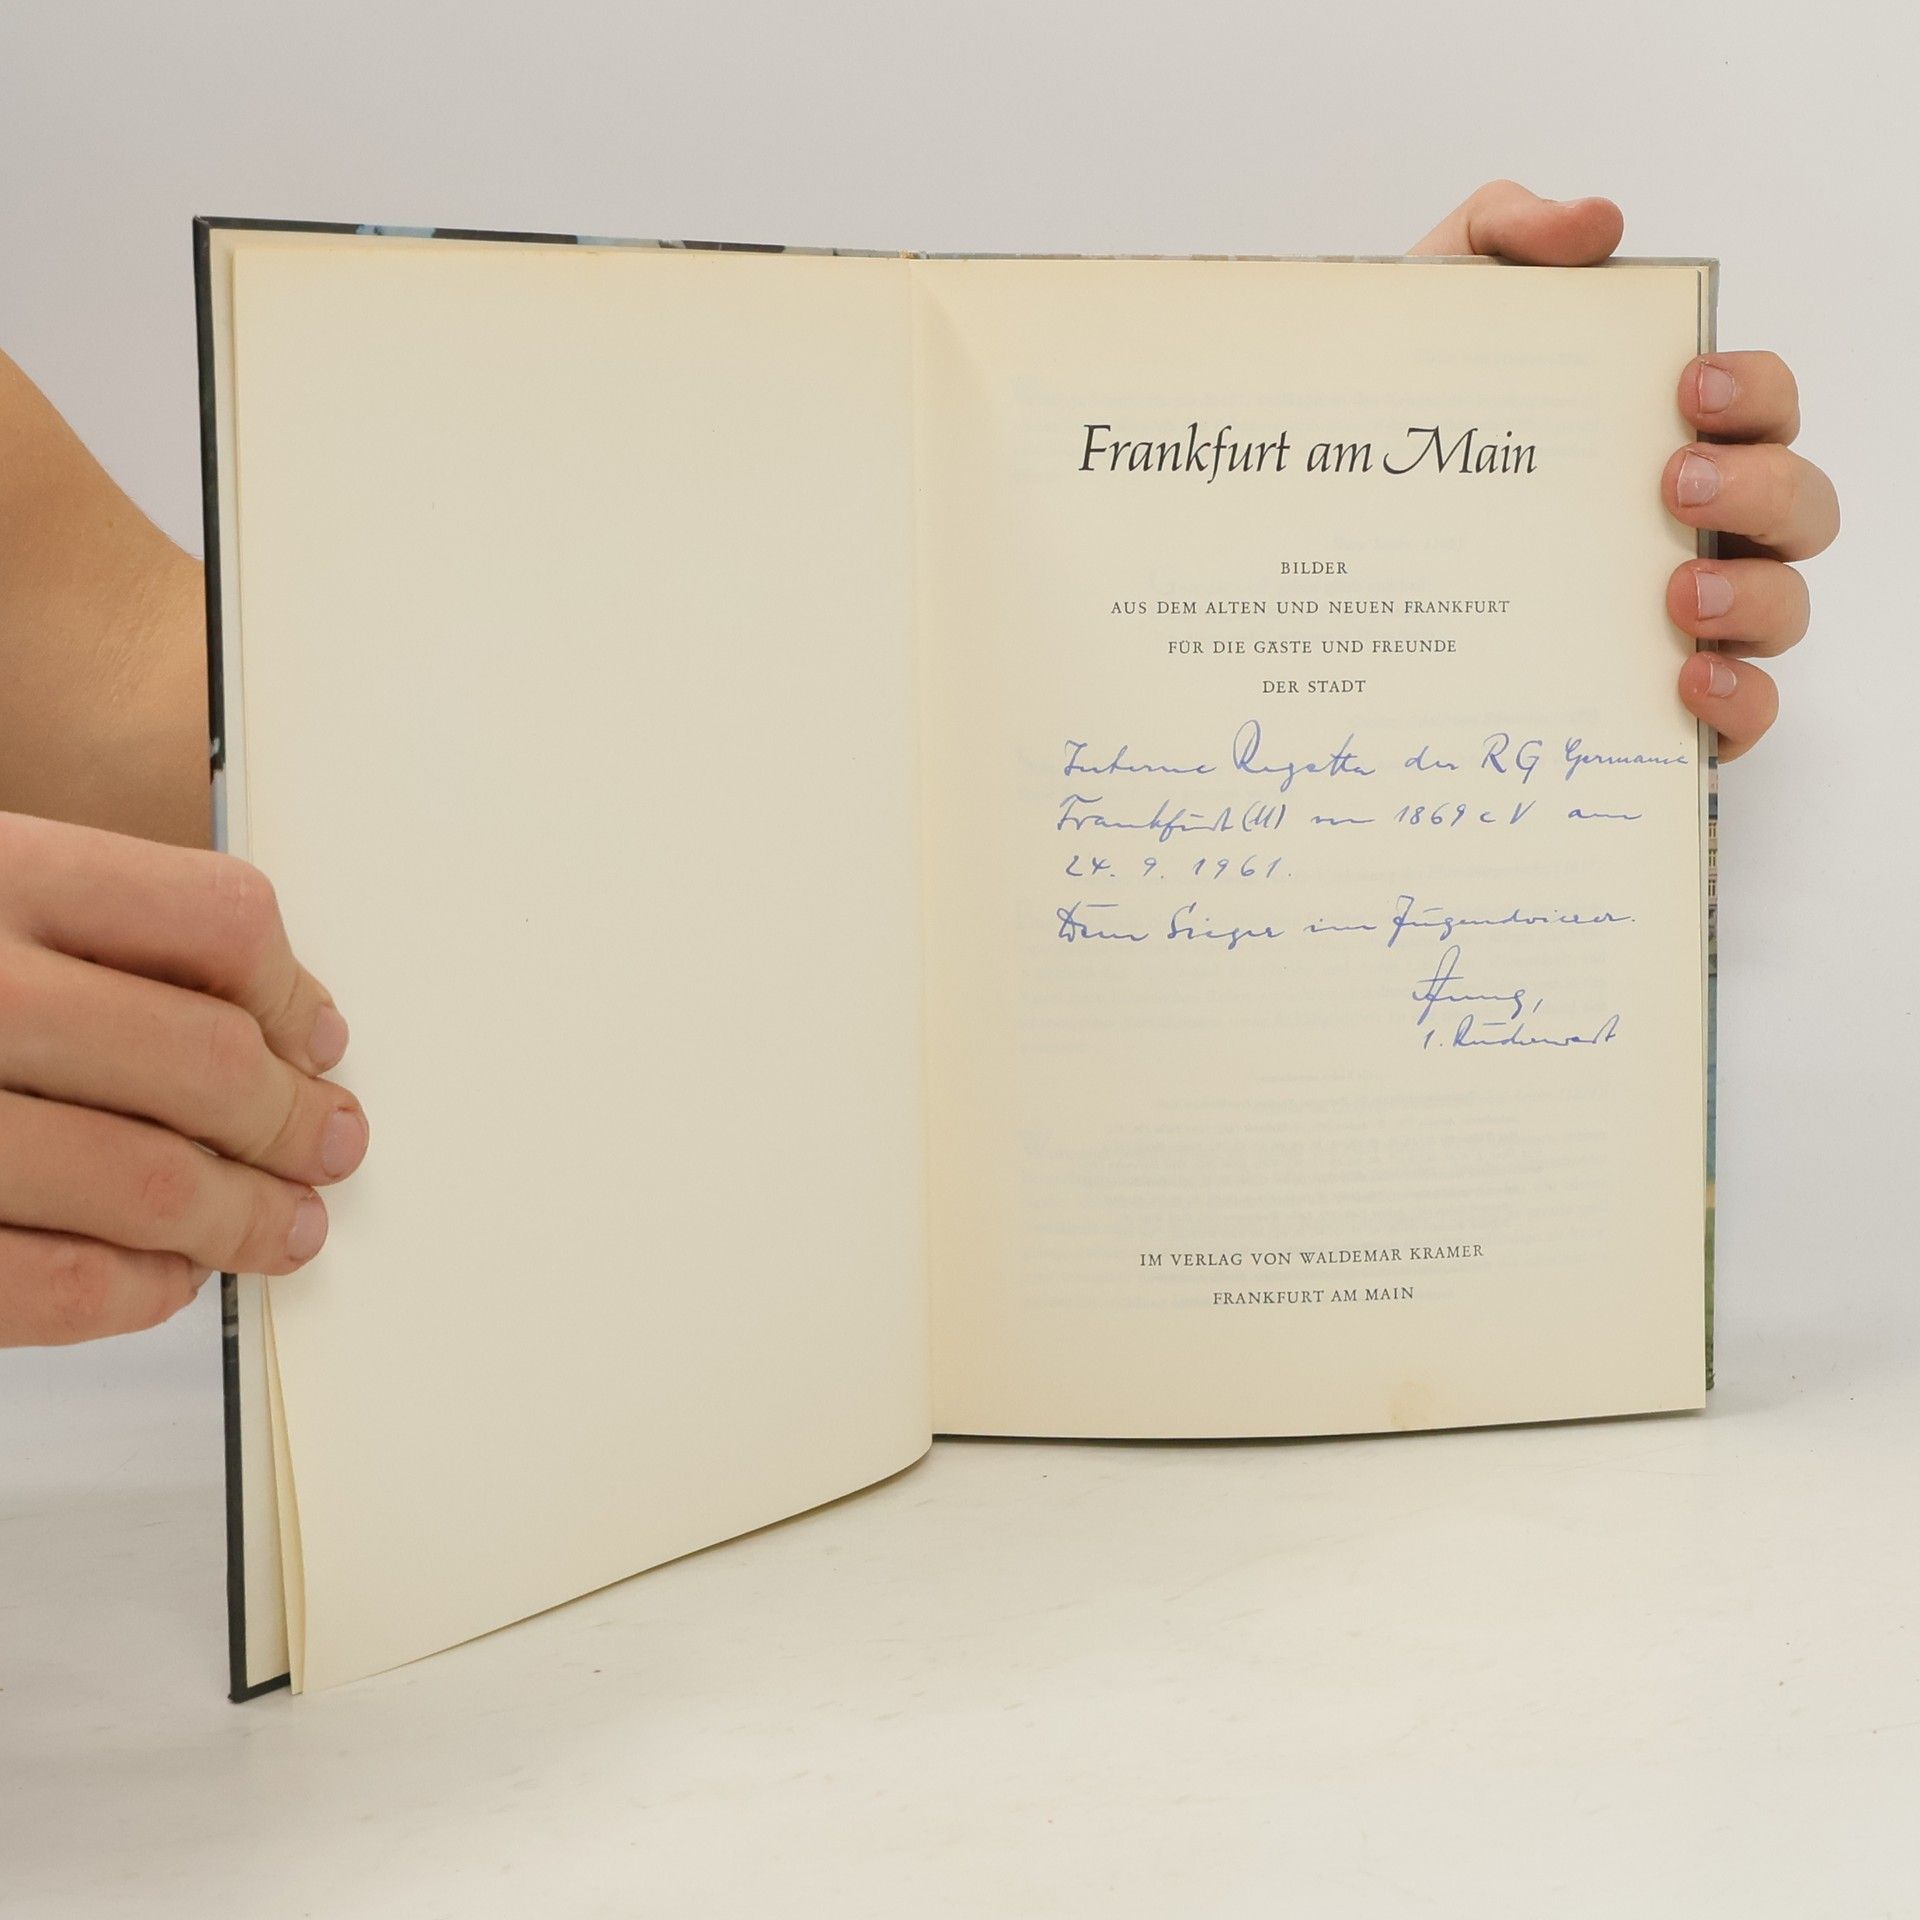 Frankfurt am Main
BILDER
AUS DEM ALTEN UND NEUEN FRANKFURT
FÜR DIE GÄSTE UND FREUNDE
DER STADT
Interne Regatta der RG Germania
Frankfurt (M) von 1869 eV am
24. 9. 1961.
Dem Sieger im Jugendvierer.
1. Ruderwart
IM VERLAG VON WALDEMAR KRAMER
FRANKFURT AM MAIN